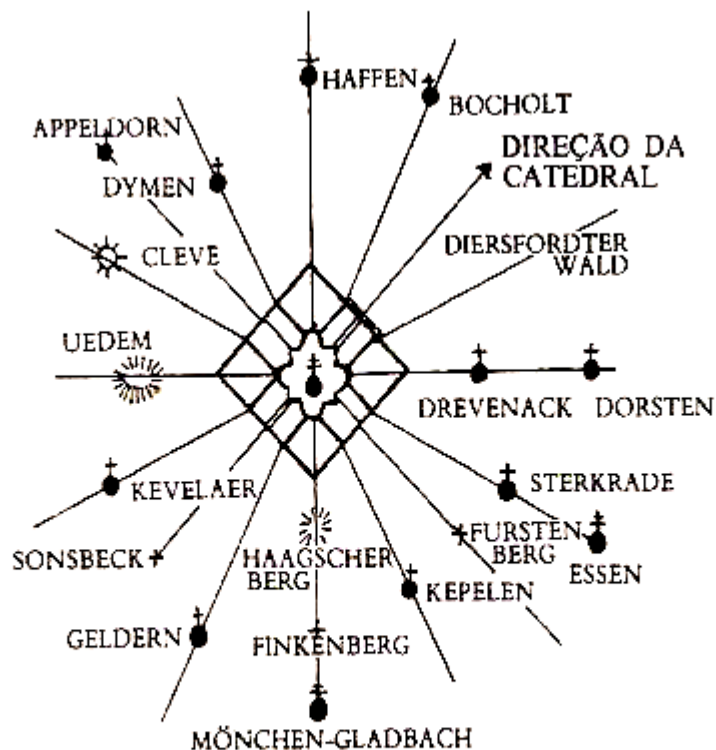 HAFFEN
BOCHOLT
APPELDORN
DIREÇÃO DA
CATEDRAL
DYMEN
CLEVE
DIERSFORDTER
WALD
UEDEM
DREVENACK
DORSTEN
KEVELAER
STERKRADE
SONSBECK
HAAGSCHER
BERG
FURSTEN
BERG
ESSEN
KEPELEN
GELDERN
FINKENBERG
MÖNCHEN-GLADBACH